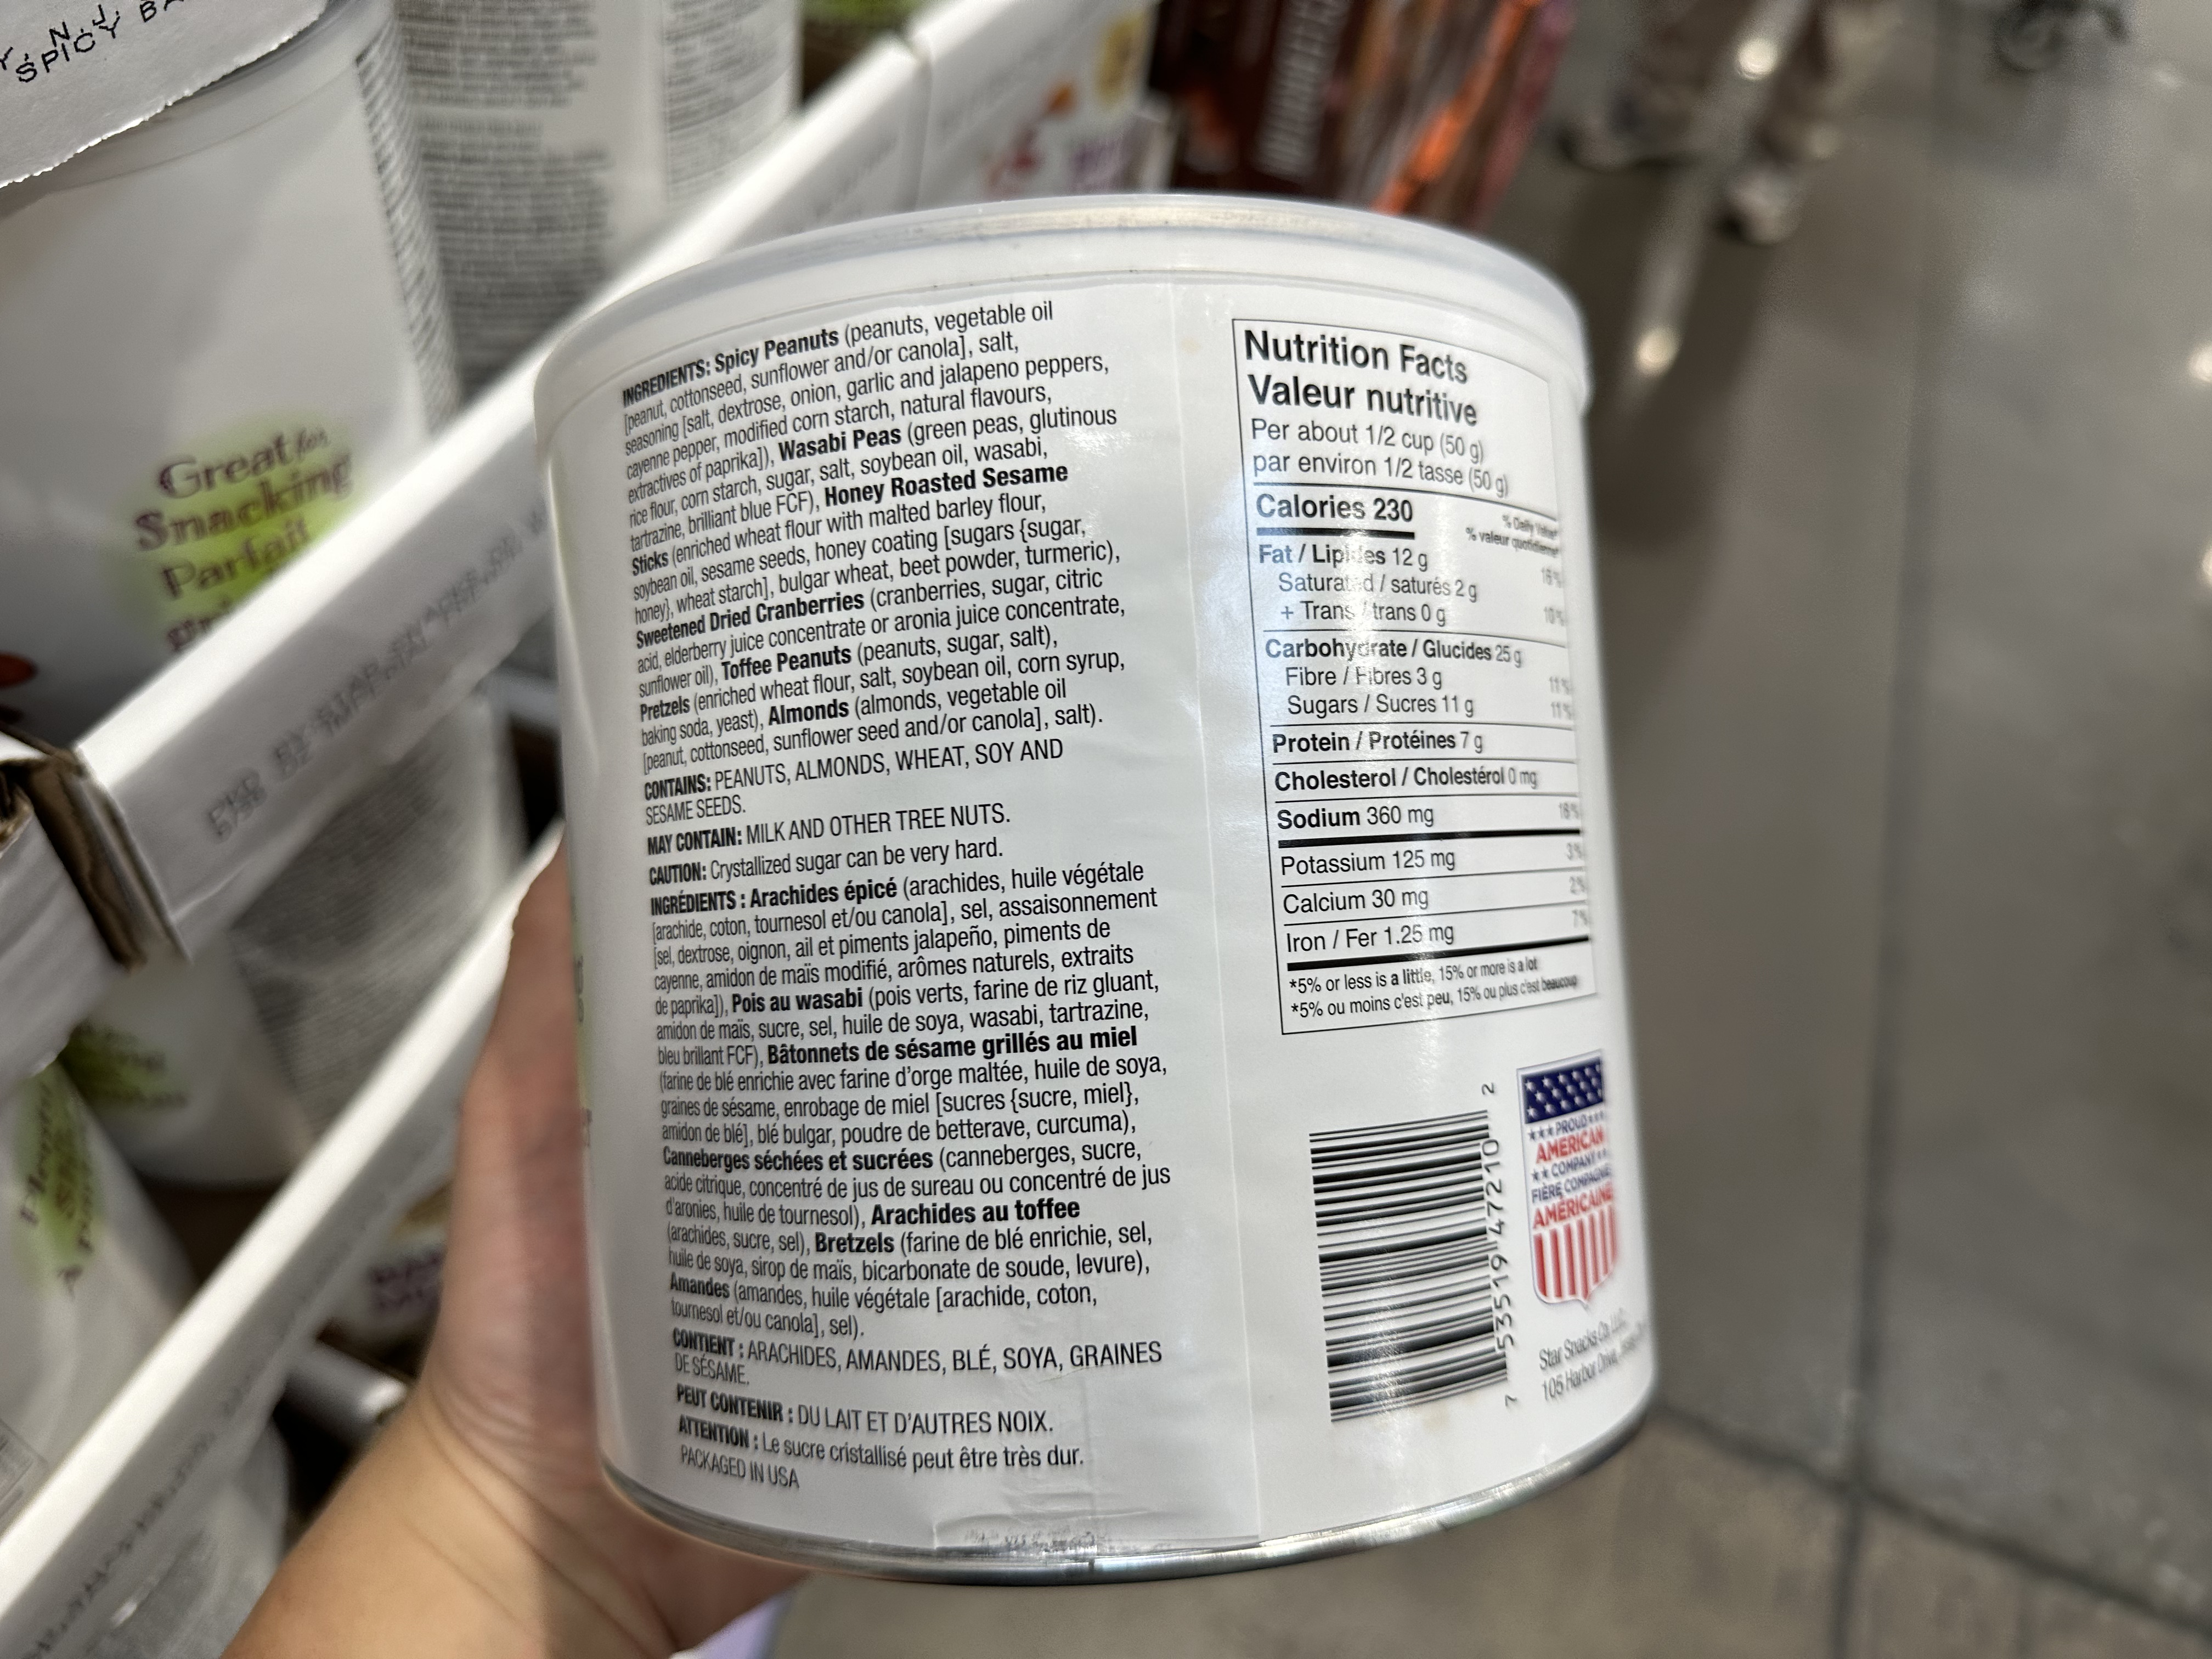 Y, N.J.
SPICY BA
Great for
Snacking
Parfait
INGREDIENTS: Spicy Peanuts (peanuts, vegetable oil
[peanut, cottonseed, sunflower and/or canola], salt,
seasoning [salt, dextrose, onion, garlic and jalapeno peppers,
cayenne pepper, modified corn starch, natural flavours,
extractives of paprika]), Wasabi Peas (green peas, glutinous
rice flour, corn starch, sugar, salt, soybean oil, wasabi,
tartrazine, brilliant blue FCF), Honey Roasted Sesame
Sticks (enriched wheat flour with malted barley flour,
soybean oil, sesame seeds, honey coating [sugars {sugar,
honey}, wheat starch], bulgar wheat, beet powder, turmeric),
Sweetened Dried Cranberries (cranberries, sugar, citric
acid, elderberry juice concentrate or aronia juice concentrate,
sunflower oil), Toffee Peanuts (peanuts, sugar, salt),
Pretzels (enriched wheat flour, salt, soybean oil, corn syrup,
baking soda, yeast), Almonds (almonds, vegetable oil
[peanut, cottonseed, sunflower seed and/or canola], salt).
CONTAINS: PEANUTS, ALMONDS, WHEAT, SOY AND
SESAME SEEDS.
MAY CONTAIN: MILK AND OTHER TREE NUTS.
CAUTION: Crystallized sugar can be very hard.
INGRÉDIENTS : Arachides épicé (arachides, huile végétale
[arachide, coton, tournesol et/ou canola], sel, assaisonnement
[sel, dextrose, oignon, ail et piments jalapeño, piments de
cayenne, amidon de maïs modifié, arômes naturels, extraits
de paprika]), Pois au wasabi (pois verts, farine de riz gluant,
amidon de maïs, sucre, sel, huile de soya, wasabi, tartrazine,
bleu brillant FCF), Bâtonnets de sésame grillés au miel
(farine de blé enrichie avec farine d'orge maltée, huile de soya,
graines de sésame, enrobage de miel [sucres {sucre, miel},
amidon de blé], blé bulgar, poudre de betterave, curcuma),
Canneberges séchées et sucrées (canneberges, sucre,
acide citrique, concentré de jus de sureau ou concentré de jus
d'aronies, huile de tournesol), Arachides au toffee
(arachides, sucre, sel), Bretzels (farine de blé enrichie, sel,
huile de soya, sirop de maïs, bicarbonate de soude, levure),
Amandes (amandes, huile végétale [arachide, coton,
tournesol et/ou canola], sel).
CONTIENT : ARACHIDES, AMANDES, BLÉ, SOYA, GRAINES
DE SÉSAME.
PEUT CONTENIR : DU LAIT ET D'AUTRES NOIX.
ATTENTION : Le sucre cristallisé peut être très dur.
PACKAGED IN USA
Nutrition Facts
Valeur nutritive
Per about 1/2 cup (50 g)
par environ 1/2 tasse (50 g)
Calories 230
% Daily Value*
% valeur quotidienne*
Fat / Lipides 12 g 16%
Saturated / saturés 2 g
+ Trans / trans 0 g 10%
Carbohydrate / Glucides 25 g
Fibre / Fibres 3 g 11%
Sugars / Sucres 11 g 11%
Protein / Protéines 7 g
Cholesterol / Cholestérol 0 mg
Sodium 360 mg 16%
Potassium 125 mg 3%
Calcium 30 mg 2%
Iron / Fer 1.25 mg 7%
*5% or less is a little, 15% or more is a lot
*5% ou moins c'est peu, 15% ou plus c'est beaucoup
7 53519 47210 2
PROUD
AMERICAN
COMPANY
FIÈRE COMPAGNIE
AMÉRICAINE
Star Snacks Co. LLC
105 Harbor Drive,